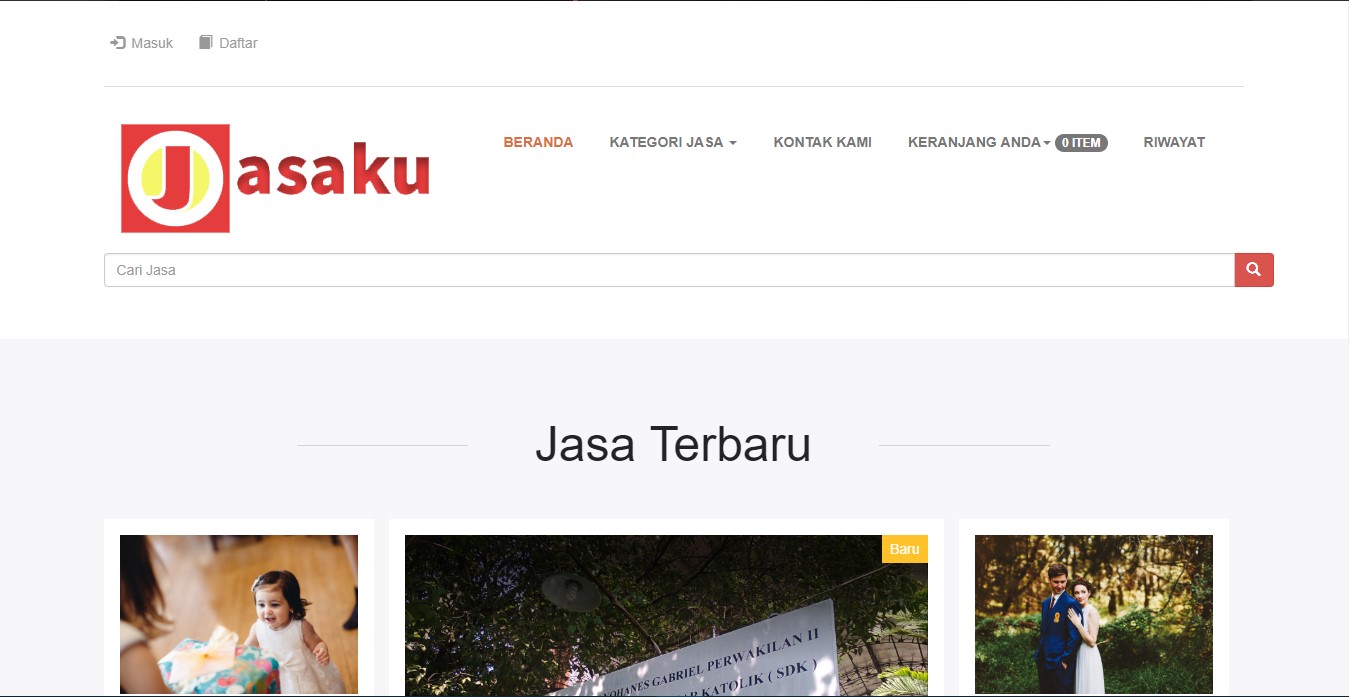 Masuk Daftar
Jasaku
BERANDA KATEGORI JASA KONTAK KAMI KERANJANG ANDA 0 ITEM RIWAYAT
Cari Jasa
Jasa Terbaru
Baru
YOHANES GABRIEL PERWAKILAN II
KATOLIK ( SDK )